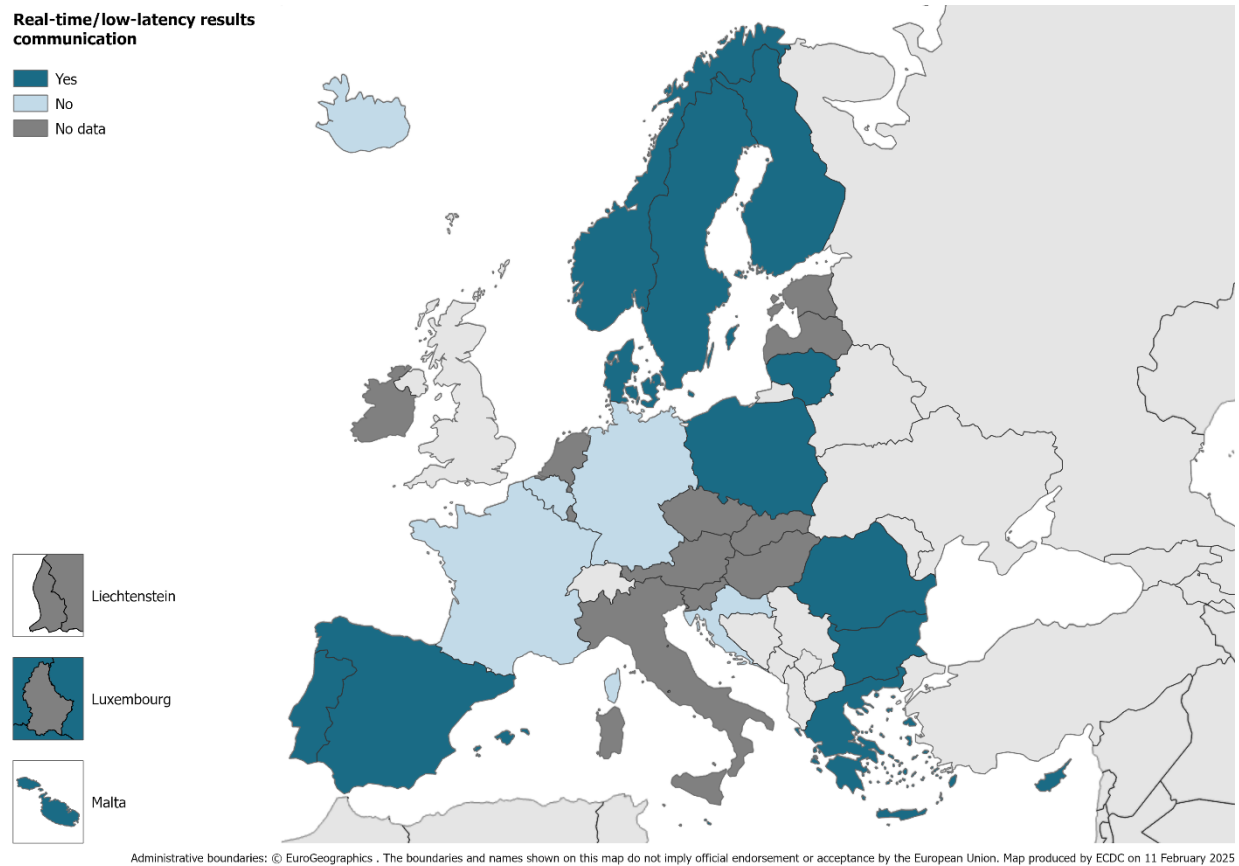 Real-time/low-latency results
communication
Yes
No
No data
Liechtenstein
Luxembourg
Malta
Administrative boundaries: © EuroGeographics . The boundaries and names shown on this map do not imply official endorsement or acceptance by the European Union. Map produced by ECDC on 11 February 2025